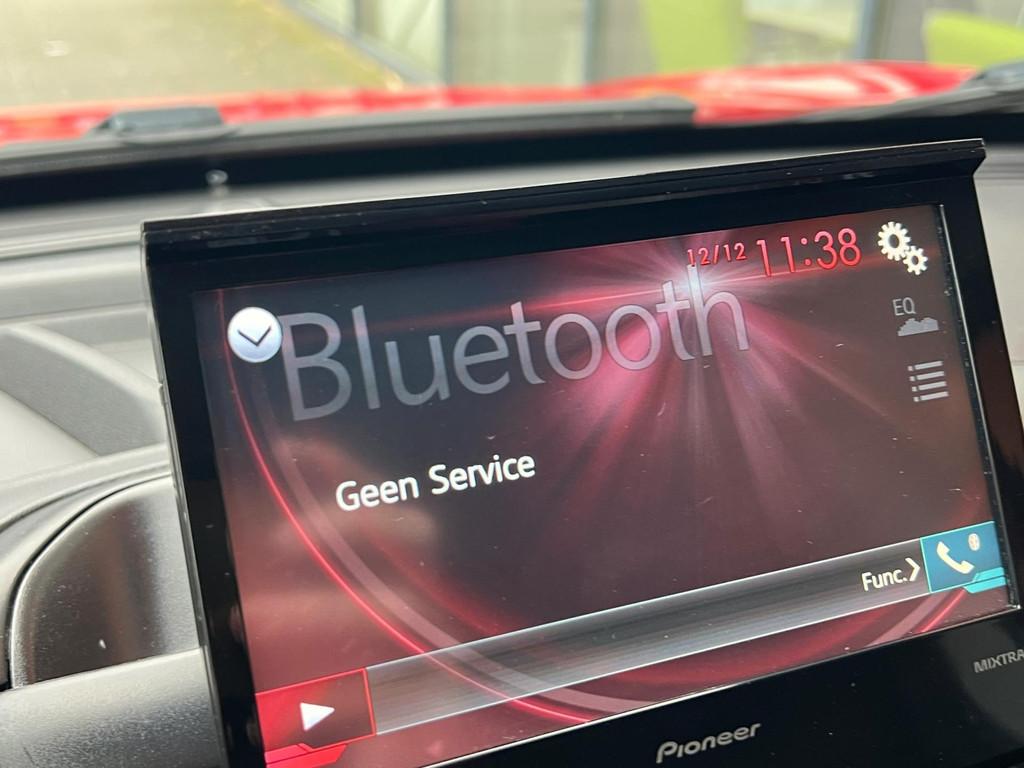 12/12 11:38
Bluetooth
EQ
Geen Service
Func.
Pioneer
MIXTRA